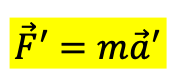 F⃗′ = ma⃗′